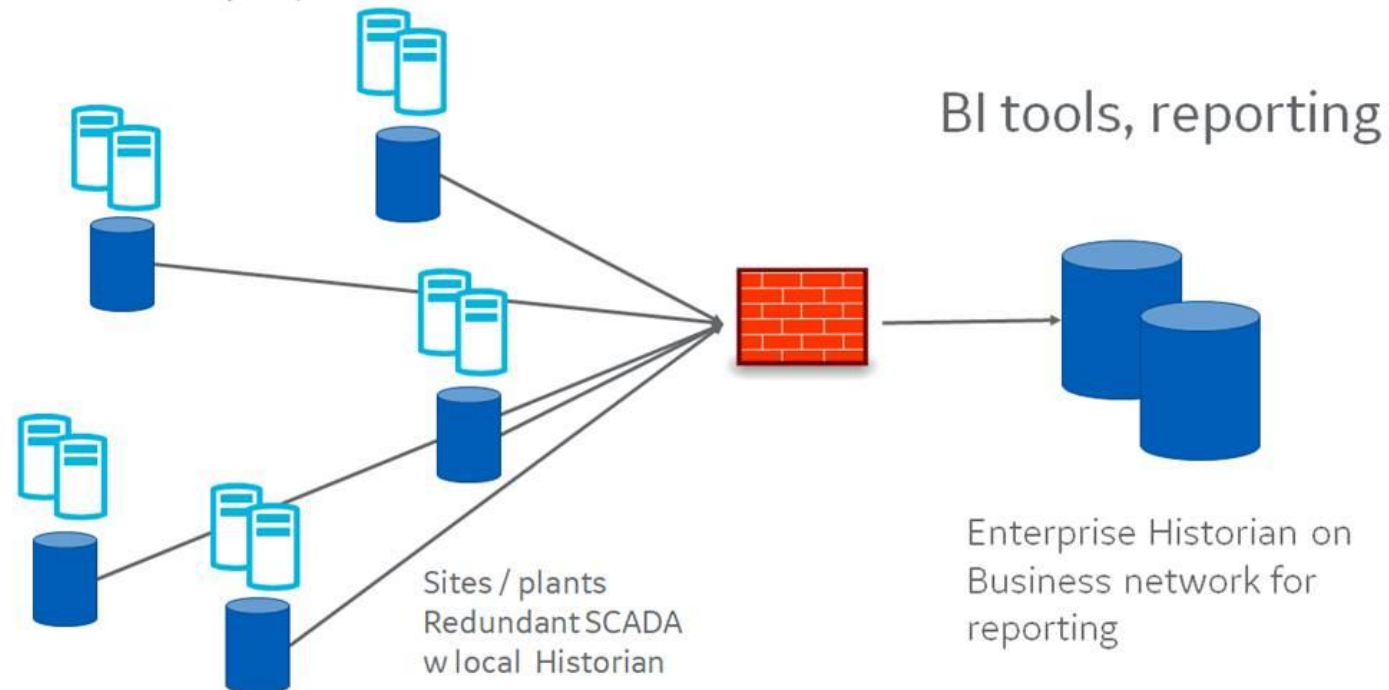 BI tools, reporting
Sites / plants
Redundant SCADA
w local Historian
Enterprise Historian on
Business network for
reporting